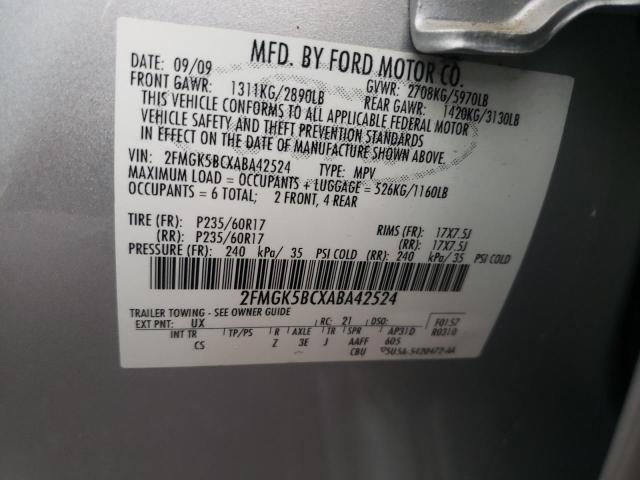 MFD. BY FORD MOTOR CO.
DATE: 09/09 GVWR: 2708KG/5970LB
FRONT GAWR: 1311KG/2890LB REAR GAWR: 1420KG/3130LB
THIS VEHICLE CONFORMS TO ALL APPLICABLE FEDERAL MOTOR
VEHICLE SAFETY AND THEFT PREVENTION STANDARDS
IN EFFECT ON THE DATE OF MANUFACTURE SHOWN ABOVE.
VIN: 2FMGK5BCXABA42524 TYPE: MPV
MAXIMUM LOAD = OCCUPANTS + LUGGAGE = 526KG/1160LB
OCCUPANTS = 6 TOTAL; 2 FRONT, 4 REAR
TIRE (FR): P235/60R17 RIMS (FR): 17X7.5J
(RR): P235/60R17 (RR): 17X7.5J
PRESSURE (FR): 240 kPa/ 35 PSI COLD (RR): 240 kPa/ 35 PSI COLD
2FMGK5BCXABA42524
TRAILER TOWING - SEE OWNER GUIDE
EXT PNT: UX RC: 21 DSO: F0157
R0310
INT TR TP/PS R AXLE TR SPR AP31D
CS Z 3E J AAFF 605
CBU